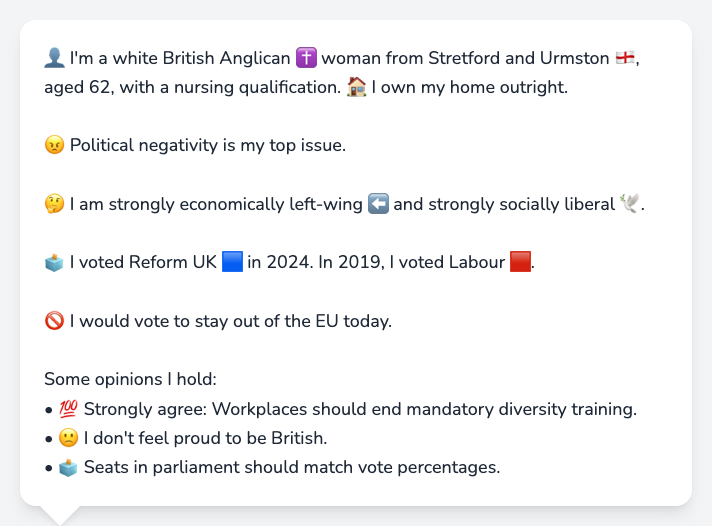 👤 I'm a white British Anglican ✝️ woman from Stretford and Urmston 🏴󠁧󠁢󠁥󠁮󠁧󠁿,
aged 62, with a nursing qualification. 🏠 I own my home outright.
😠 Political negativity is my top issue.
🤔 I am strongly economically left-wing ⬅️ and strongly socially liberal 🕊️.
🗳️ I voted Reform UK 🟦 in 2024. In 2019, I voted Labour 🟥.
🚫 I would vote to stay out of the EU today.
Some opinions I hold:
• 💯 Strongly agree: Workplaces should end mandatory diversity training.
• 🙁 I don't feel proud to be British.
• 🗳️ Seats in parliament should match vote percentages.